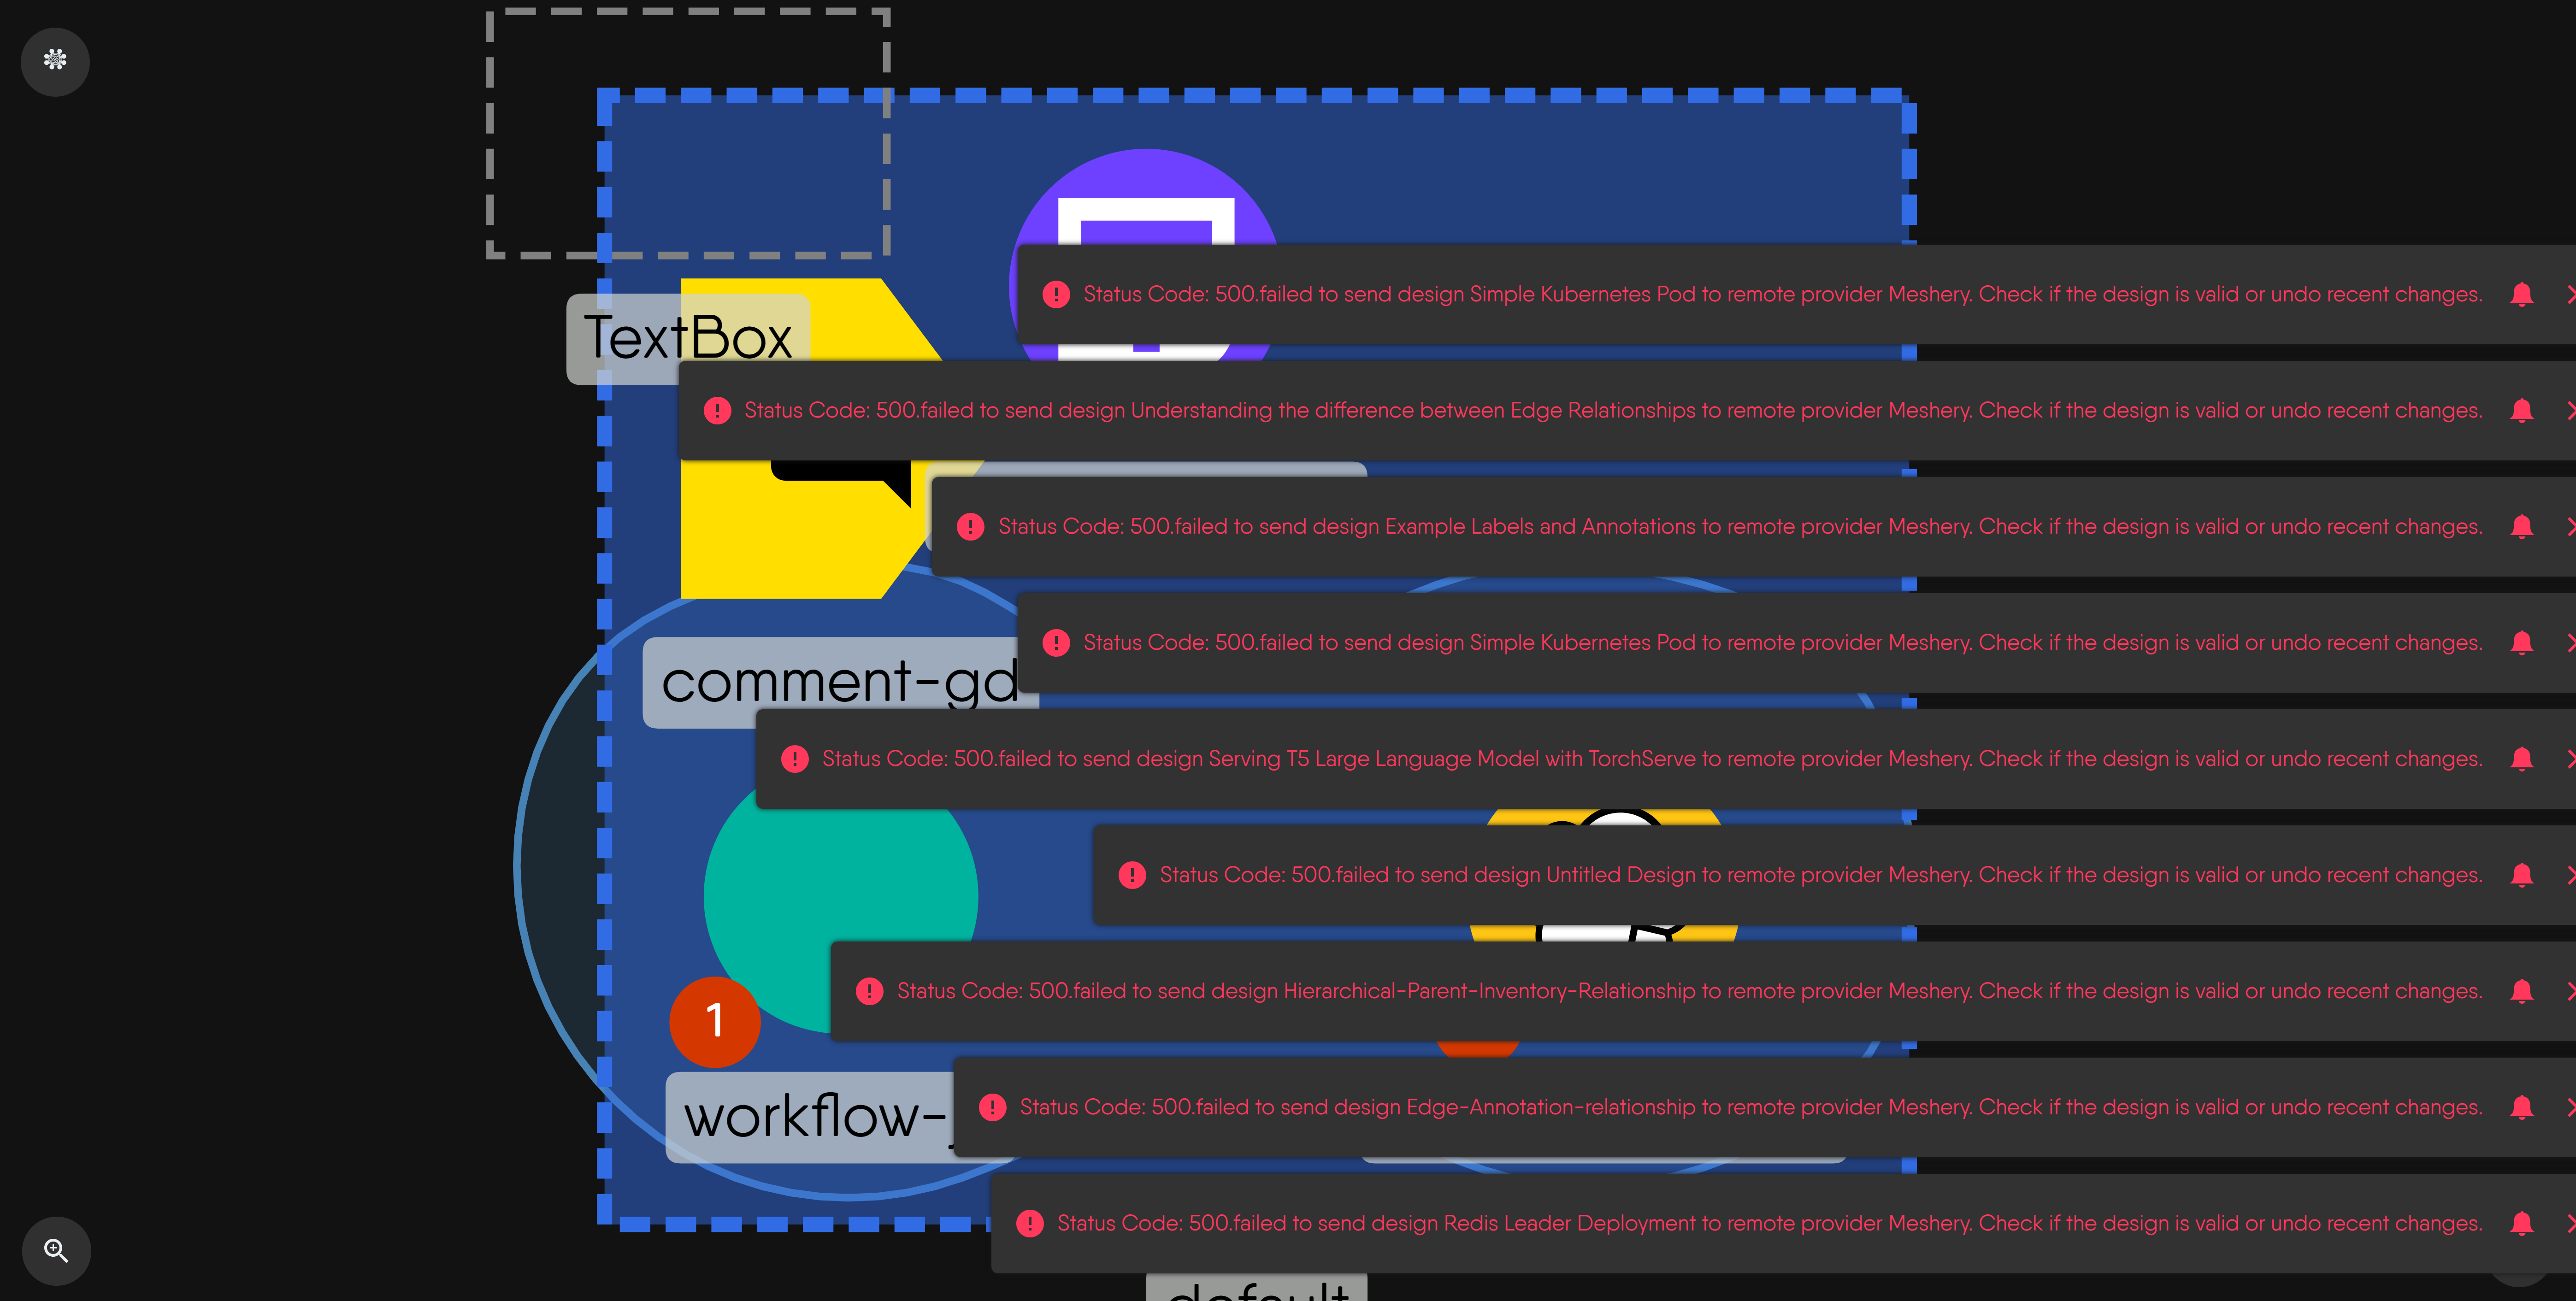 Status Code: 500.failed to send design Simple Kubernetes Pod to remote provider Meshery. Check if the design is valid or undo recent changes.
TextBox
Status Code: 500.failed to send design Understanding the difference between Edge Relationships to remote provider Meshery. Check if the design is valid or undo recent changes.
Status Code: 500.failed to send design Example Labels and Annotations to remote provider Meshery. Check if the design is valid or undo recent changes.
Status Code: 500.failed to send design Simple Kubernetes Pod to remote provider Meshery. Check if the design is valid or undo recent changes.
comment-gd
Status Code: 500.failed to send design Serving T5 Large Language Model with TorchServe to remote provider Meshery. Check if the design is valid or undo recent changes.
Status Code: 500.failed to send design Untitled Design to remote provider Meshery. Check if the design is valid or undo recent changes.
Status Code: 500.failed to send design Hierarchical-Parent-Inventory-Relationship to remote provider Meshery. Check if the design is valid or undo recent changes.
1
Status Code: 500.failed to send design Edge-Annotation-relationship to remote provider Meshery. Check if the design is valid or undo recent changes.
workflow-
Status Code: 500.failed to send design Redis Leader Deployment to remote provider Meshery. Check if the design is valid or undo recent changes.
default